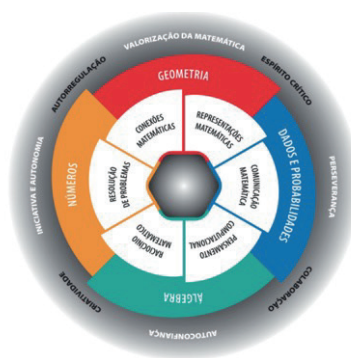 VALORIZAÇÃO DA MATEMÁTICA
ESPÍRITO CRÍTICO
PERSEVERANÇA
COLABORAÇÃO
AUTOCONFIANÇA
CRIATIVIDADE
INICIATIVA E AUTONOMIA
AUTORREGULAÇÃO
GEOMETRIA
DADOS E PROBABILIDADES
ÁLGEBRA
NÚMEROS
CONEXÕES
MATEMÁTICAS
REPRESENTAÇÕES
MATEMÁTICAS
COMUNICAÇÃO
MATEMÁTICA
PENSAMENTO
COMPUTACIONAL
RACIOCÍNIO
MATEMÁTICO
RESOLUÇÃO
DE PROBLEMAS